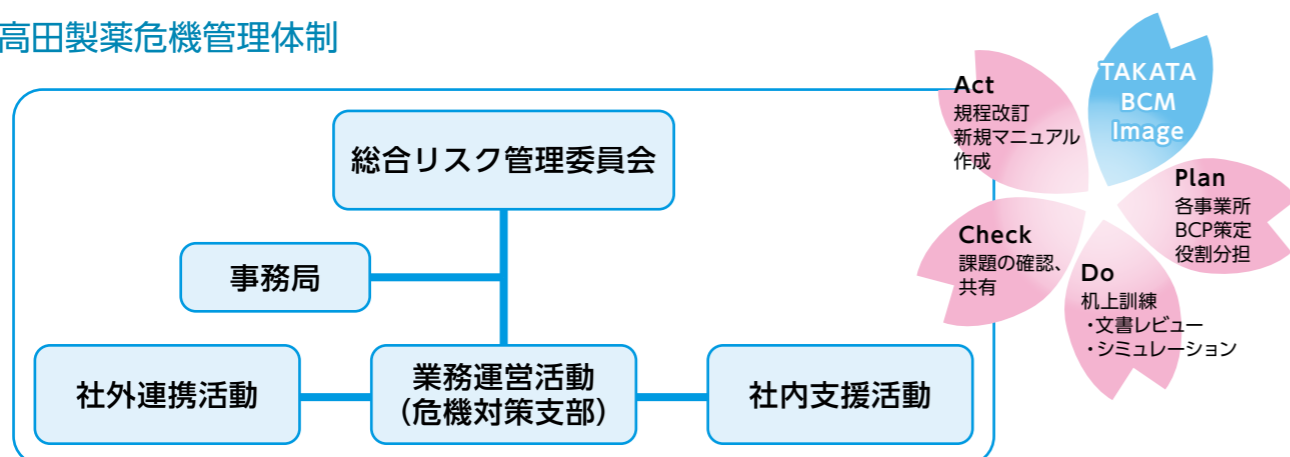 高田製薬危機管理体制
総合リスク管理委員会
事務局
社外連携活動
業務運営活動
（危機対策支部）
社内支援活動
TAKATA
BCM
Image
Plan
各事業所
BCP策定
役割分担
Do
机上訓練
・文書レビュー
・シミュレーション
Check
課題の確認、
共有
Act
規程改訂
新規マニュアル
作成